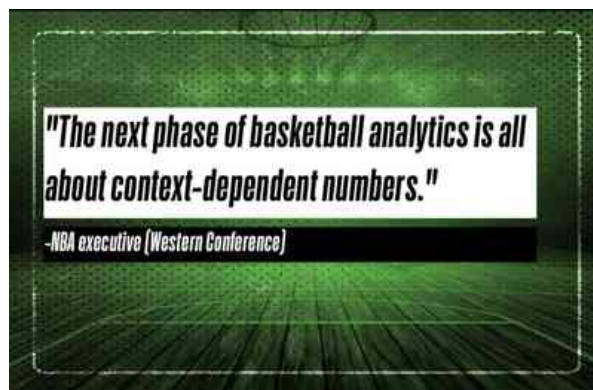 "The next phase of basketball analytics is all
about context-dependent numbers."
-NBA executive (Western Conference)